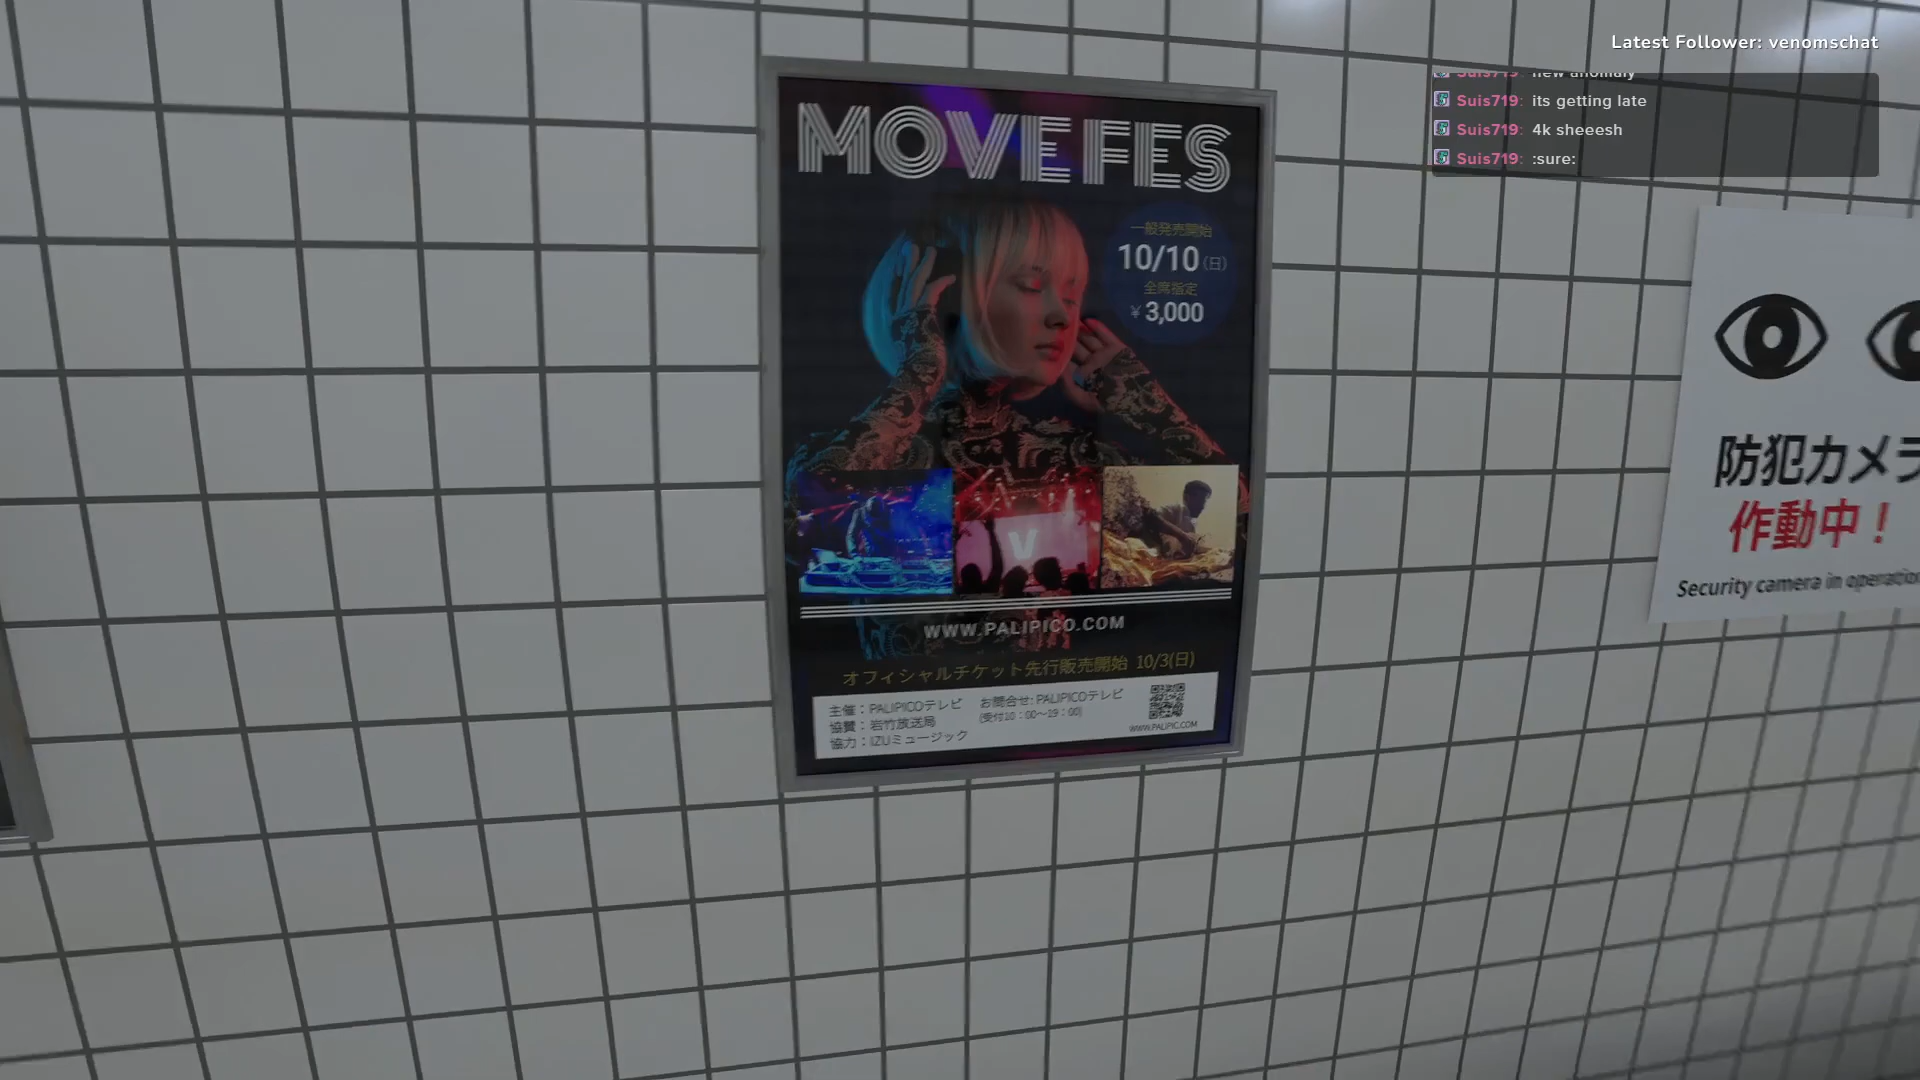 Latest Follower: venomschat
Suis719: new anomaly
Suis719: its getting late
Suis719: 4k sheeesh
Suis719: :sure:
MOVE FES
一般発売開始
10/10(日)
全席指定
¥3,000
WWW.PALIPICO.COM
オフィシャルチケット先行販売開始 10/3(日)
主催:PALIPICOテレビ
協賛:岩竹放送局
協力:IZUミュージック
お問合せ:PALIPICOテレビ
(受付10:00~19:00)
WWW.PALIPIC.COM
防犯カメラ
作動中!
Security camera in operation